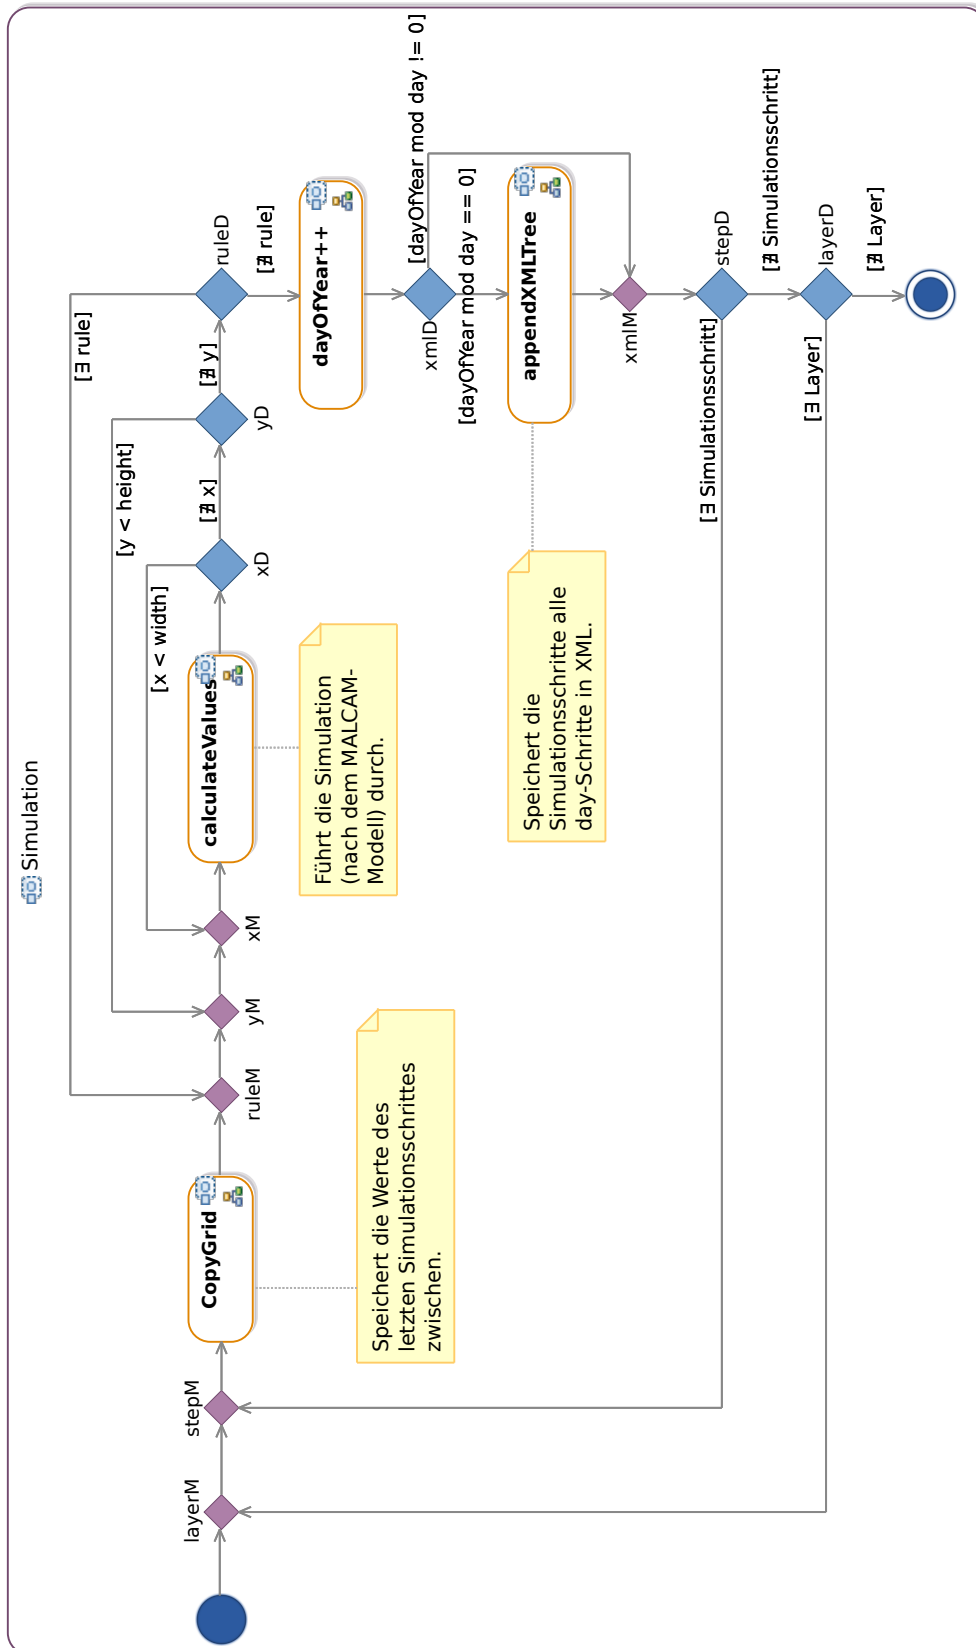 Simulation
layerM
stepM
CopyGrid
Speichert die Werte des
letzten Simulationsschrittes
zwischen.
ruleM
yM
xM
calculateValues
Führt die Simulation
(nach dem MALCAM-
Modell) durch.
xD
[x < width]
[∄ x]
yD
[y < height]
[∄ y]
ruleD
[∃ rule]
[∄ rule]
dayOfYear++
xmlD
[dayOfYear mod day != 0]
[dayOfYear mod day == 0]
appendXMLTree
Speichert die
Simulationsschritte alle
day-Schritte in XML.
xmlM
stepD
[∃ Simulationsschritt]
[∄ Simulationsschritt]
layerD
[∃ Layer]
[∄ Layer]